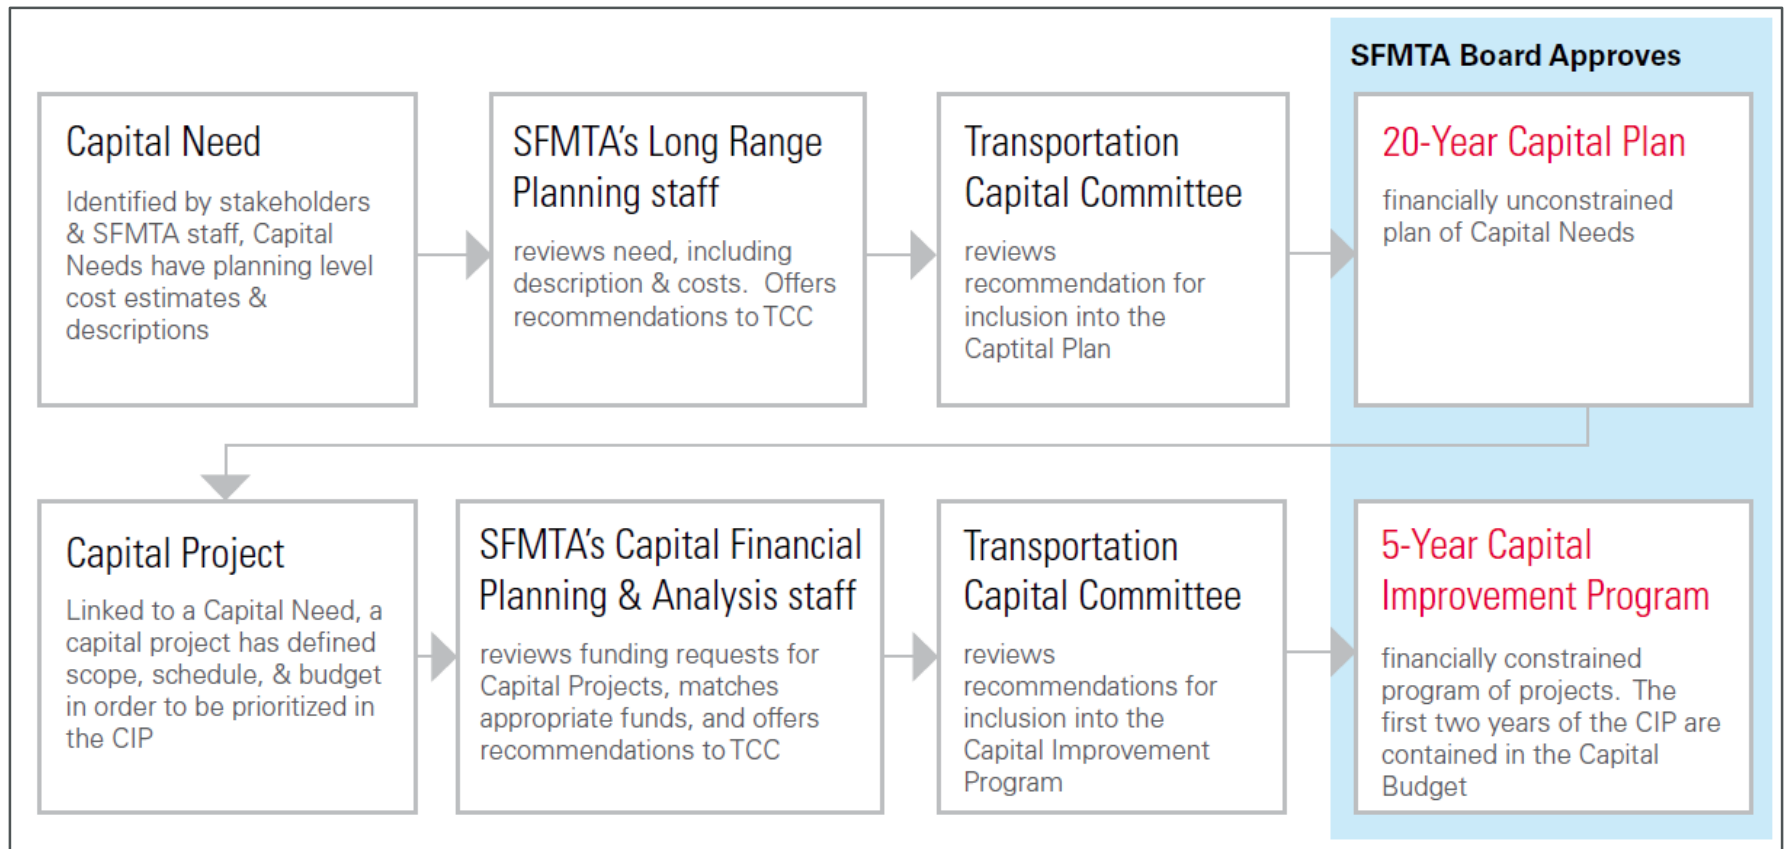 SFMTA Board Approves
Capital Need
Identified by stakeholders
& SFMTA staff, Capital
Needs have planning level
cost estimates &
descriptions
SFMTA's Long Range
Planning staff
reviews need, including
description & costs.  Offers
recommendations to TCC
Transportation
Capital Committee
reviews
recommendation for
inclusion into the
Captital Plan
20-Year Capital Plan
financially unconstrained
plan of Capital Needs
Capital Project
Linked to a Capital Need, a
capital project has defined
scope, schedule, & budget
in order to be prioritized in
the CIP
SFMTA's Capital Financial
Planning & Analysis staff
reviews funding requests for
Capital Projects, matches
appropriate funds, and offers
recommendations to TCC
Transportation
Capital Committee
reviews
recommendations for
inclusion into the
Capital Improvement
Program
5-Year Capital
Improvement Program
financially constrained
program of projects.  The
first two years of the CIP are
contained in the Capital
Budget